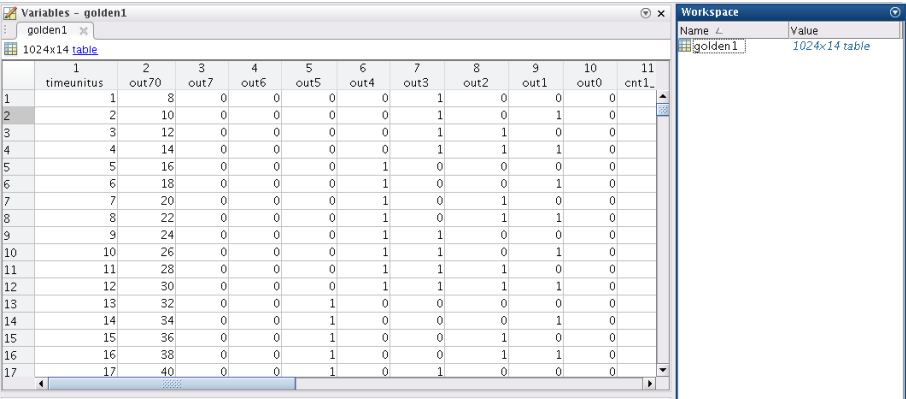 Variables - golden1
golden1
1024x14 table
1 2 3 4 5 6 7 8 9 10 11
timeunitus out70 out7 out6 out5 out4 out3 out2 out1 out0 cnt1_
1 1 8 0 0 0 0 1 0 0 0
2 2 10 0 0 0 0 1 0 1 0
3 3 12 0 0 0 0 1 1 0 0
4 4 14 0 0 0 0 1 1 1 0
5 5 16 0 0 0 1 0 0 0 0
6 6 18 0 0 0 1 0 0 1 0
7 7 20 0 0 0 1 0 1 0 0
8 8 22 0 0 0 1 0 1 1 0
9 9 24 0 0 0 1 1 0 0 0
10 10 26 0 0 0 1 1 0 1 0
11 11 28 0 0 0 1 1 1 0 0
12 12 30 0 0 0 1 1 1 1 0
13 13 32 0 0 1 0 0 0 0 0
14 14 34 0 0 1 0 0 0 1 0
15 15 36 0 0 1 0 0 1 0 0
16 16 38 0 0 1 0 0 1 1 0
17 17 40 0 0 1 0 1 0 0 0
Workspace
Name Value
golden1 1024x14 table